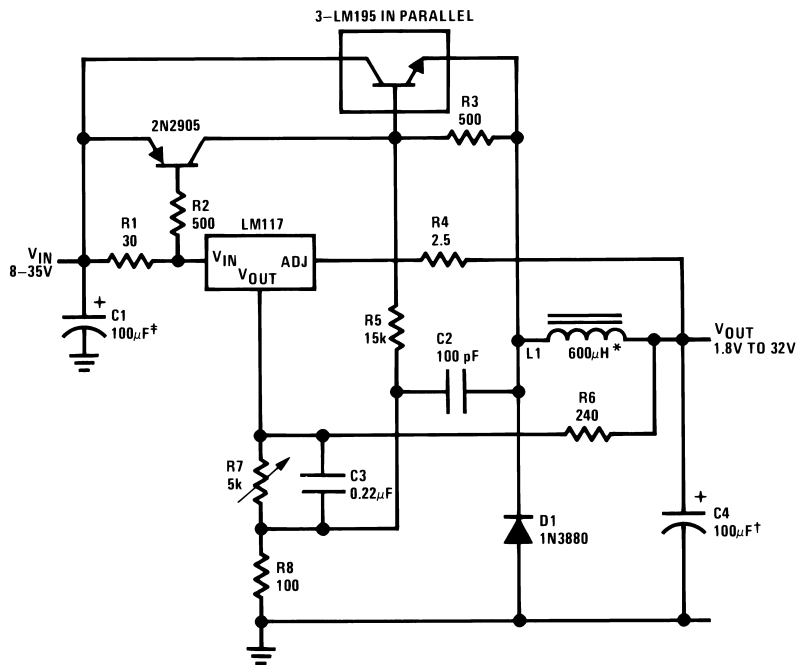 3–LM195 IN PARALLEL
R3
500
2N2905
R2
500
LM117
R1
30
R4
2.5
VIN
8–35V
VIN
ADJ
VOUT
C1
100μF‡
R5
15k
C2
100 pF
L1
600μH*
VOUT
1.8V TO 32V
R6
240
R7
5k
C3
0.22μF
D1
1N3880
C4
100μF†
R8
100